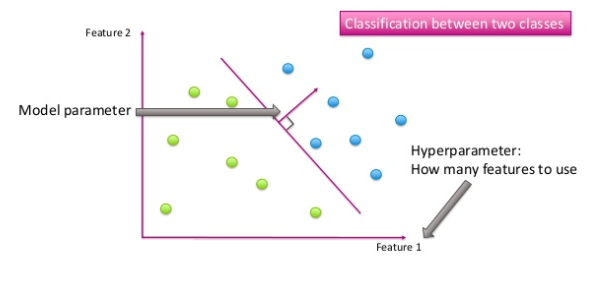 Classification between two classes
Feature 2
Model parameter
Hyperparameter:
How many features to use
Feature 1